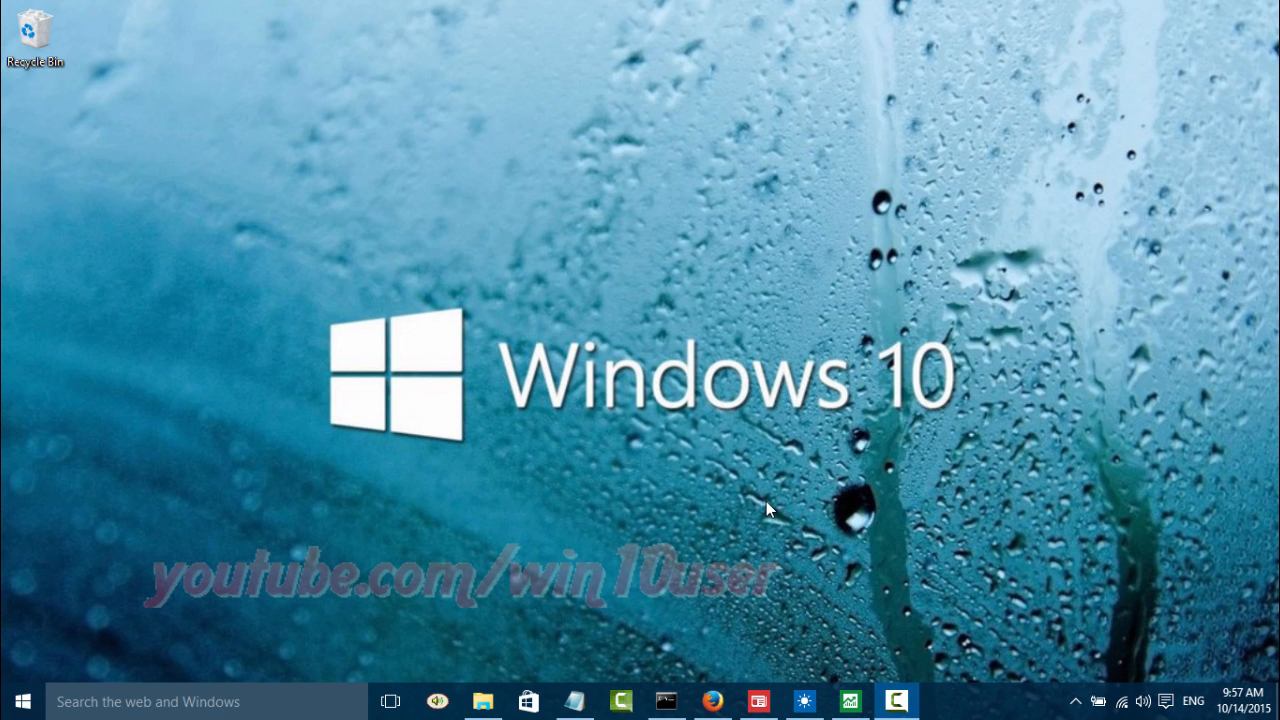 Recycle Bin
Windows 10
youtube.com/win10user
Search the web and Windows
ENG
9:57 AM
10/14/2015